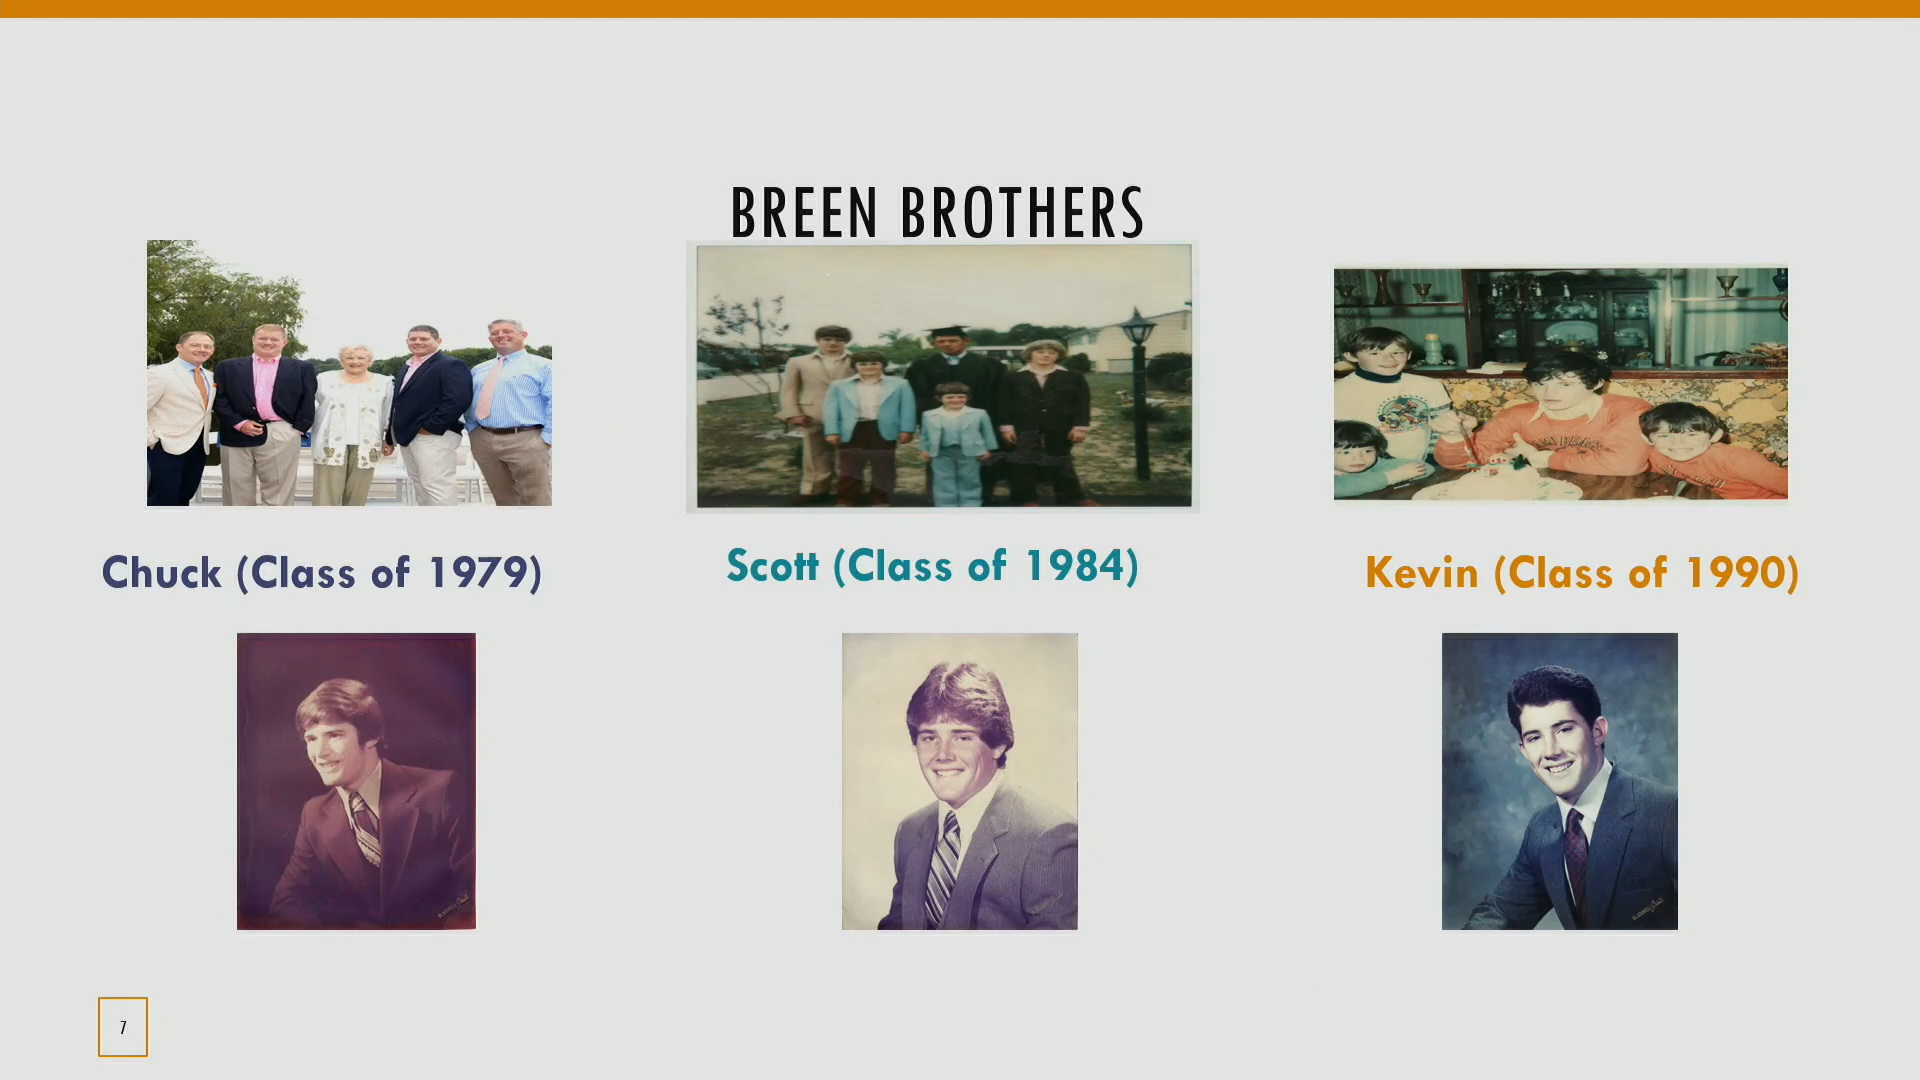 BREEN BROTHERS
Chuck (Class of 1979)
Scott (Class of 1984)
Kevin (Class of 1990)
7